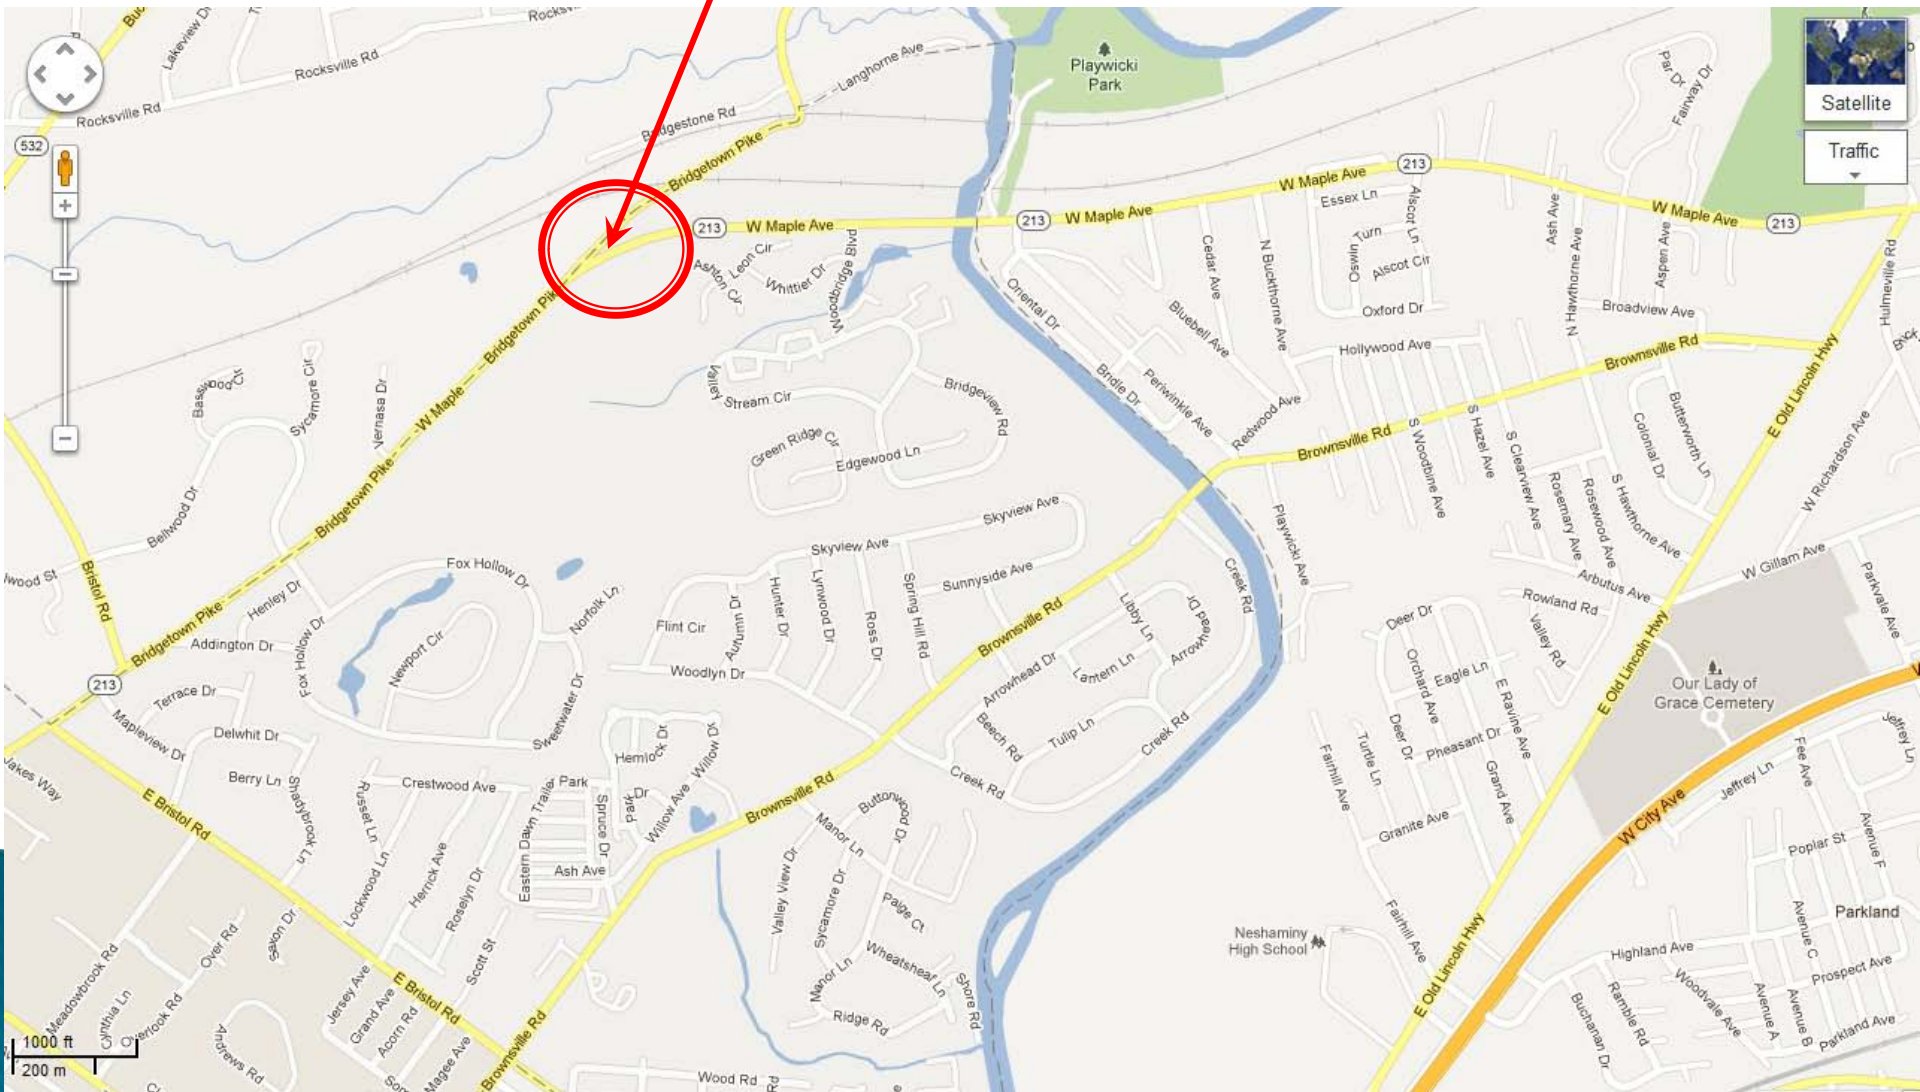 Lakeview Dr
Rocksville Rd
Rocksville Rd
532
Langhorne Ave
Bridgestone Rd
Bridgetown Pike
Playwicki
Park
Par Dr
Fairway Dr
Satellite
Traffic
213
W Maple Ave
213
W Maple Ave
W Maple Ave
213
W Maple Ave
213
Essex Ln
Alscot Ln
Turn
Oswin
Alscot Cir
Oxford Dr
Ash Ave
N Hawthorne Ave
Aspen Ave
Broadview Ave
Hulmeville Rd
Ashton Cir
Leon Cir
Whittier Dr
Woodbridge Blvd
Cedar Ave
N Buckthorne Ave
Oriental Dr
Bluebell Ave
Hollywood Ave
Brownsville Rd
E Old Lincoln Hwy
Bridgetown Pike
Basswood Cir
Sycamore Cir
Vernasa Dr
W Maple
Valley
Stream Cir
Bridgeview Rd
Bridle Dr
Periwinkle Ave
Redwood Ave
Green Ridge Cir
Edgewood Ln
Brownsville Rd
S Woodbine Ave
S Hazel Ave
S Clearview Ave
Rosemary Ave
Rosewood Ave
S Hawthorne Ave
Colonial Dr
Butterworth Ln
W Richardson Ave
Bellwood Dr
Bridgetown Pike
Skyview Ave
Skyview Ave
Playwicki Ave
Bristol Rd
Fox Hollow Dr
Norfolk Ln
Sunnyside Ave
Creek Rd
Arbutus Ave
W Gillam Ave
Parkvale Ave
Henley Dr
Bridgetown Pike
Addington Dr
Fox Hollow Dr
Newport Cir
Flint Cir
Autumn Dr
Hunter Dr
Lynwood Dr
Ross Dr
Spring Hill Rd
Brownsville Rd
Libby Ln
Arrowhead Dr
Arrowhead Dr
Lantern Ln
Deer Dr
Rowland Rd
Valley Rd
E Old Lincoln Hwy
213
Terrace Dr
Mapleview Dr
Woodlyn Dr
Sweetwater Dr
Orchard Ave
Eagle Ln
E Ravine Ave
Our Lady of
Grace Cemetery
Delwhit Dr
Hemlock Dr
Willow Dr
Beech Rd
Tulip Ln
Creek Rd
Fairhill Ave
Turtle Ln
Deer Dr
Pheasant Dr
Grand Ave
Fee Ave
Jeffrey Ln
Jakes Way
Berry Ln
Shadybrook Ln
Russet Ln
Crestwood Ave
Eastern Dawn Trailer Park
Spruce Dr
Park Dr
Willow Ave
Creek Rd
Brownsville Rd
Jeffrey Ln
E Bristol Rd
Lockwood Ln
Herrick Ave
Roselyn Dr
Ash Ave
Manor Ln
Buttonwood Dr
Granite Ave
W City Ave
Poplar St
Avenue F
Saxon Dr
Over Rd
Meadowbrook Rd
Scott St
Valley View Dr
Sycamore Dr
Paige Ct
Wheatsheaf Ln
Fairhill Ave
Parkland
Neshaminy
High School
E Old Lincoln Hwy
Highland Ave
Avenue C
Prospect Ave
Cynthia Ln
Jersey Ave
Grand Ave
Acorn Rd
E Bristol Rd
Magee Ave
Manor Ln
Shore Rd
Ridge Rd
Buchanan Dr
Ramble Rd
Woodvale Ave
Avenue A
Avenue B
Parkland Ave
Andrews Rd
Brownsville Rd
Wood Rd
1000 ft
200 m